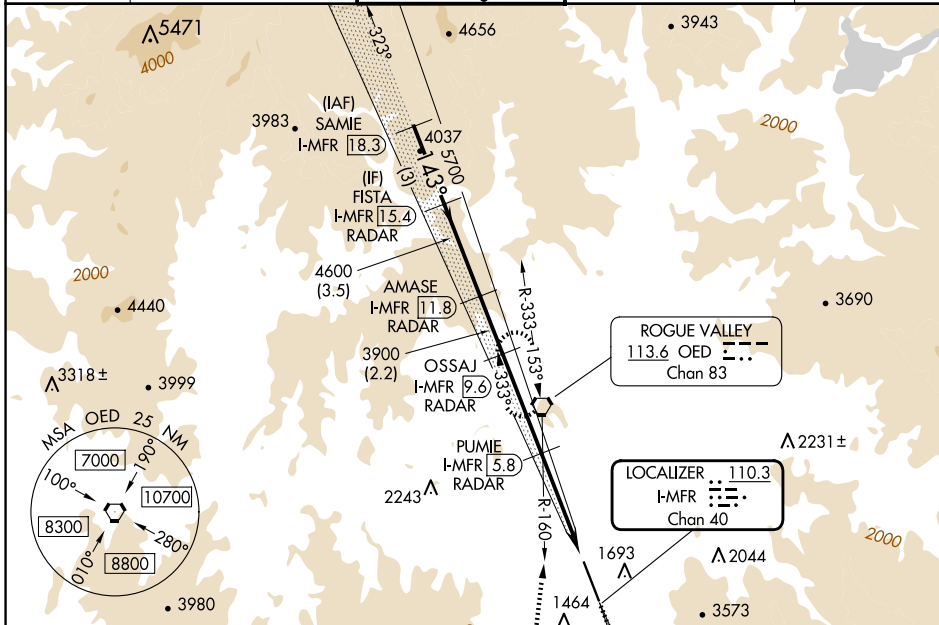 5471
4000
323°
4656
3943
2000
3983
(IAF)
SAMIE
I-MFR 18.3
4037
5700
143°
(3)
(IF)
FISTA
I-MFR 15.4
RADAR
4600
(3.5)
2000
4440
AMASE
I-MFR 11.8
RADAR
R-333
153°
3690
3900
(2.2)
OSSAJ
I-MFR 9.6
RADAR
333°
ROGUE VALLEY
113.6 OED
Chan 83
3318±
3999
MSA OED 25 NM
7000
190°
100°
10700
8300
280°
010°
8800
PUMIE
I-MFR 5.8
RADAR
2243
R-160
2231±
LOCALIZER 110.3
I-MFR
Chan 40
2000
1693
2044
3980
1464
3573